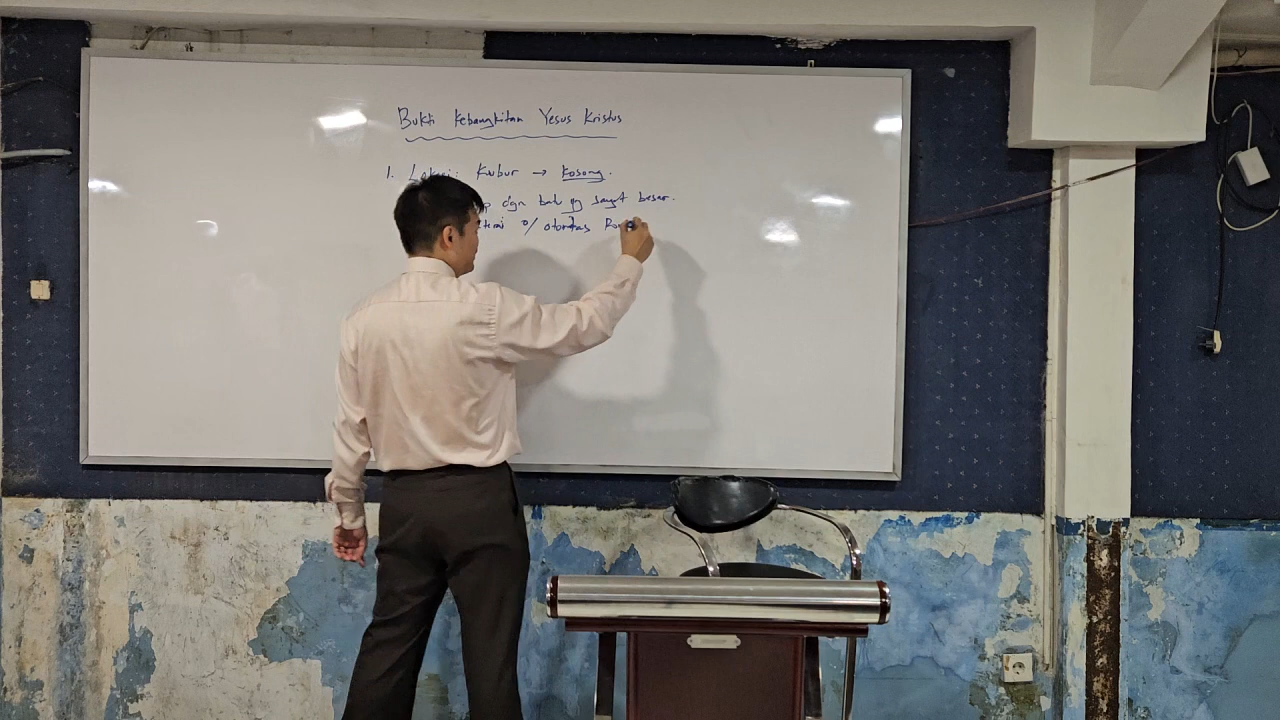 Bukti Kebangkitan Yesus Kristus
1. Lokasi: Kubur → kosong.
dgn batu yg sangat besar.
o/ otoritas